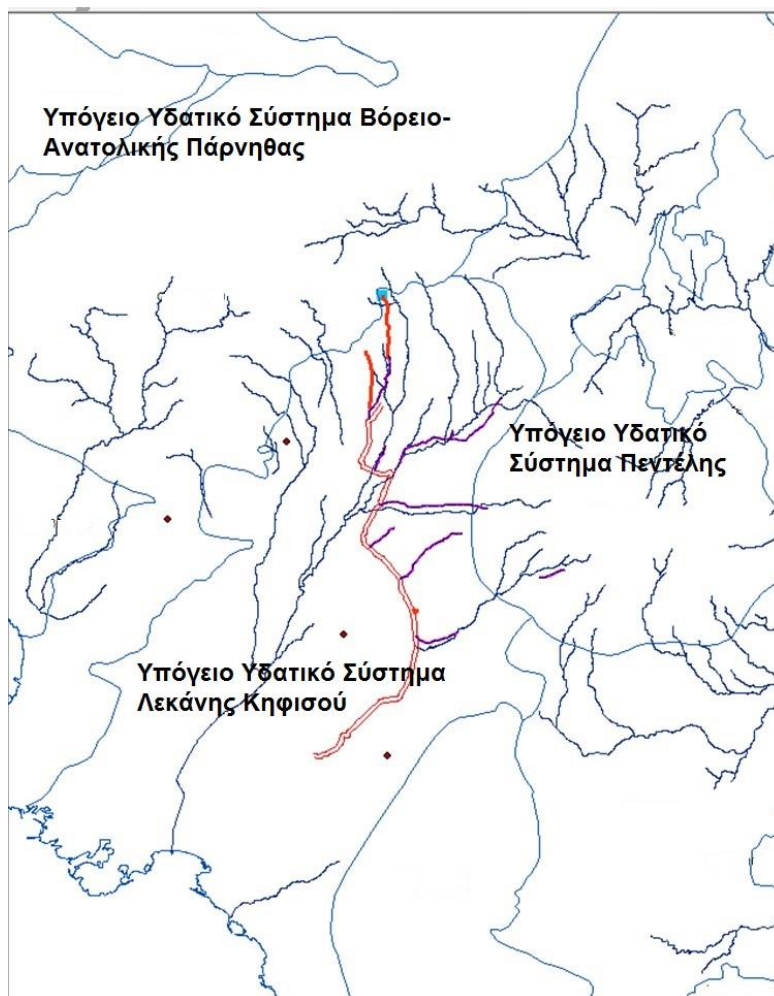 Υπόγειο Υδατικό Σύστημα Βόρειο-
Ανατολικής Πάρνηθας
Υπόγειο Υδατικό
Σύστημα Πεντέλης
Υπόγειο Υδατικό Σύστημα
Λεκάνης Κηφισού